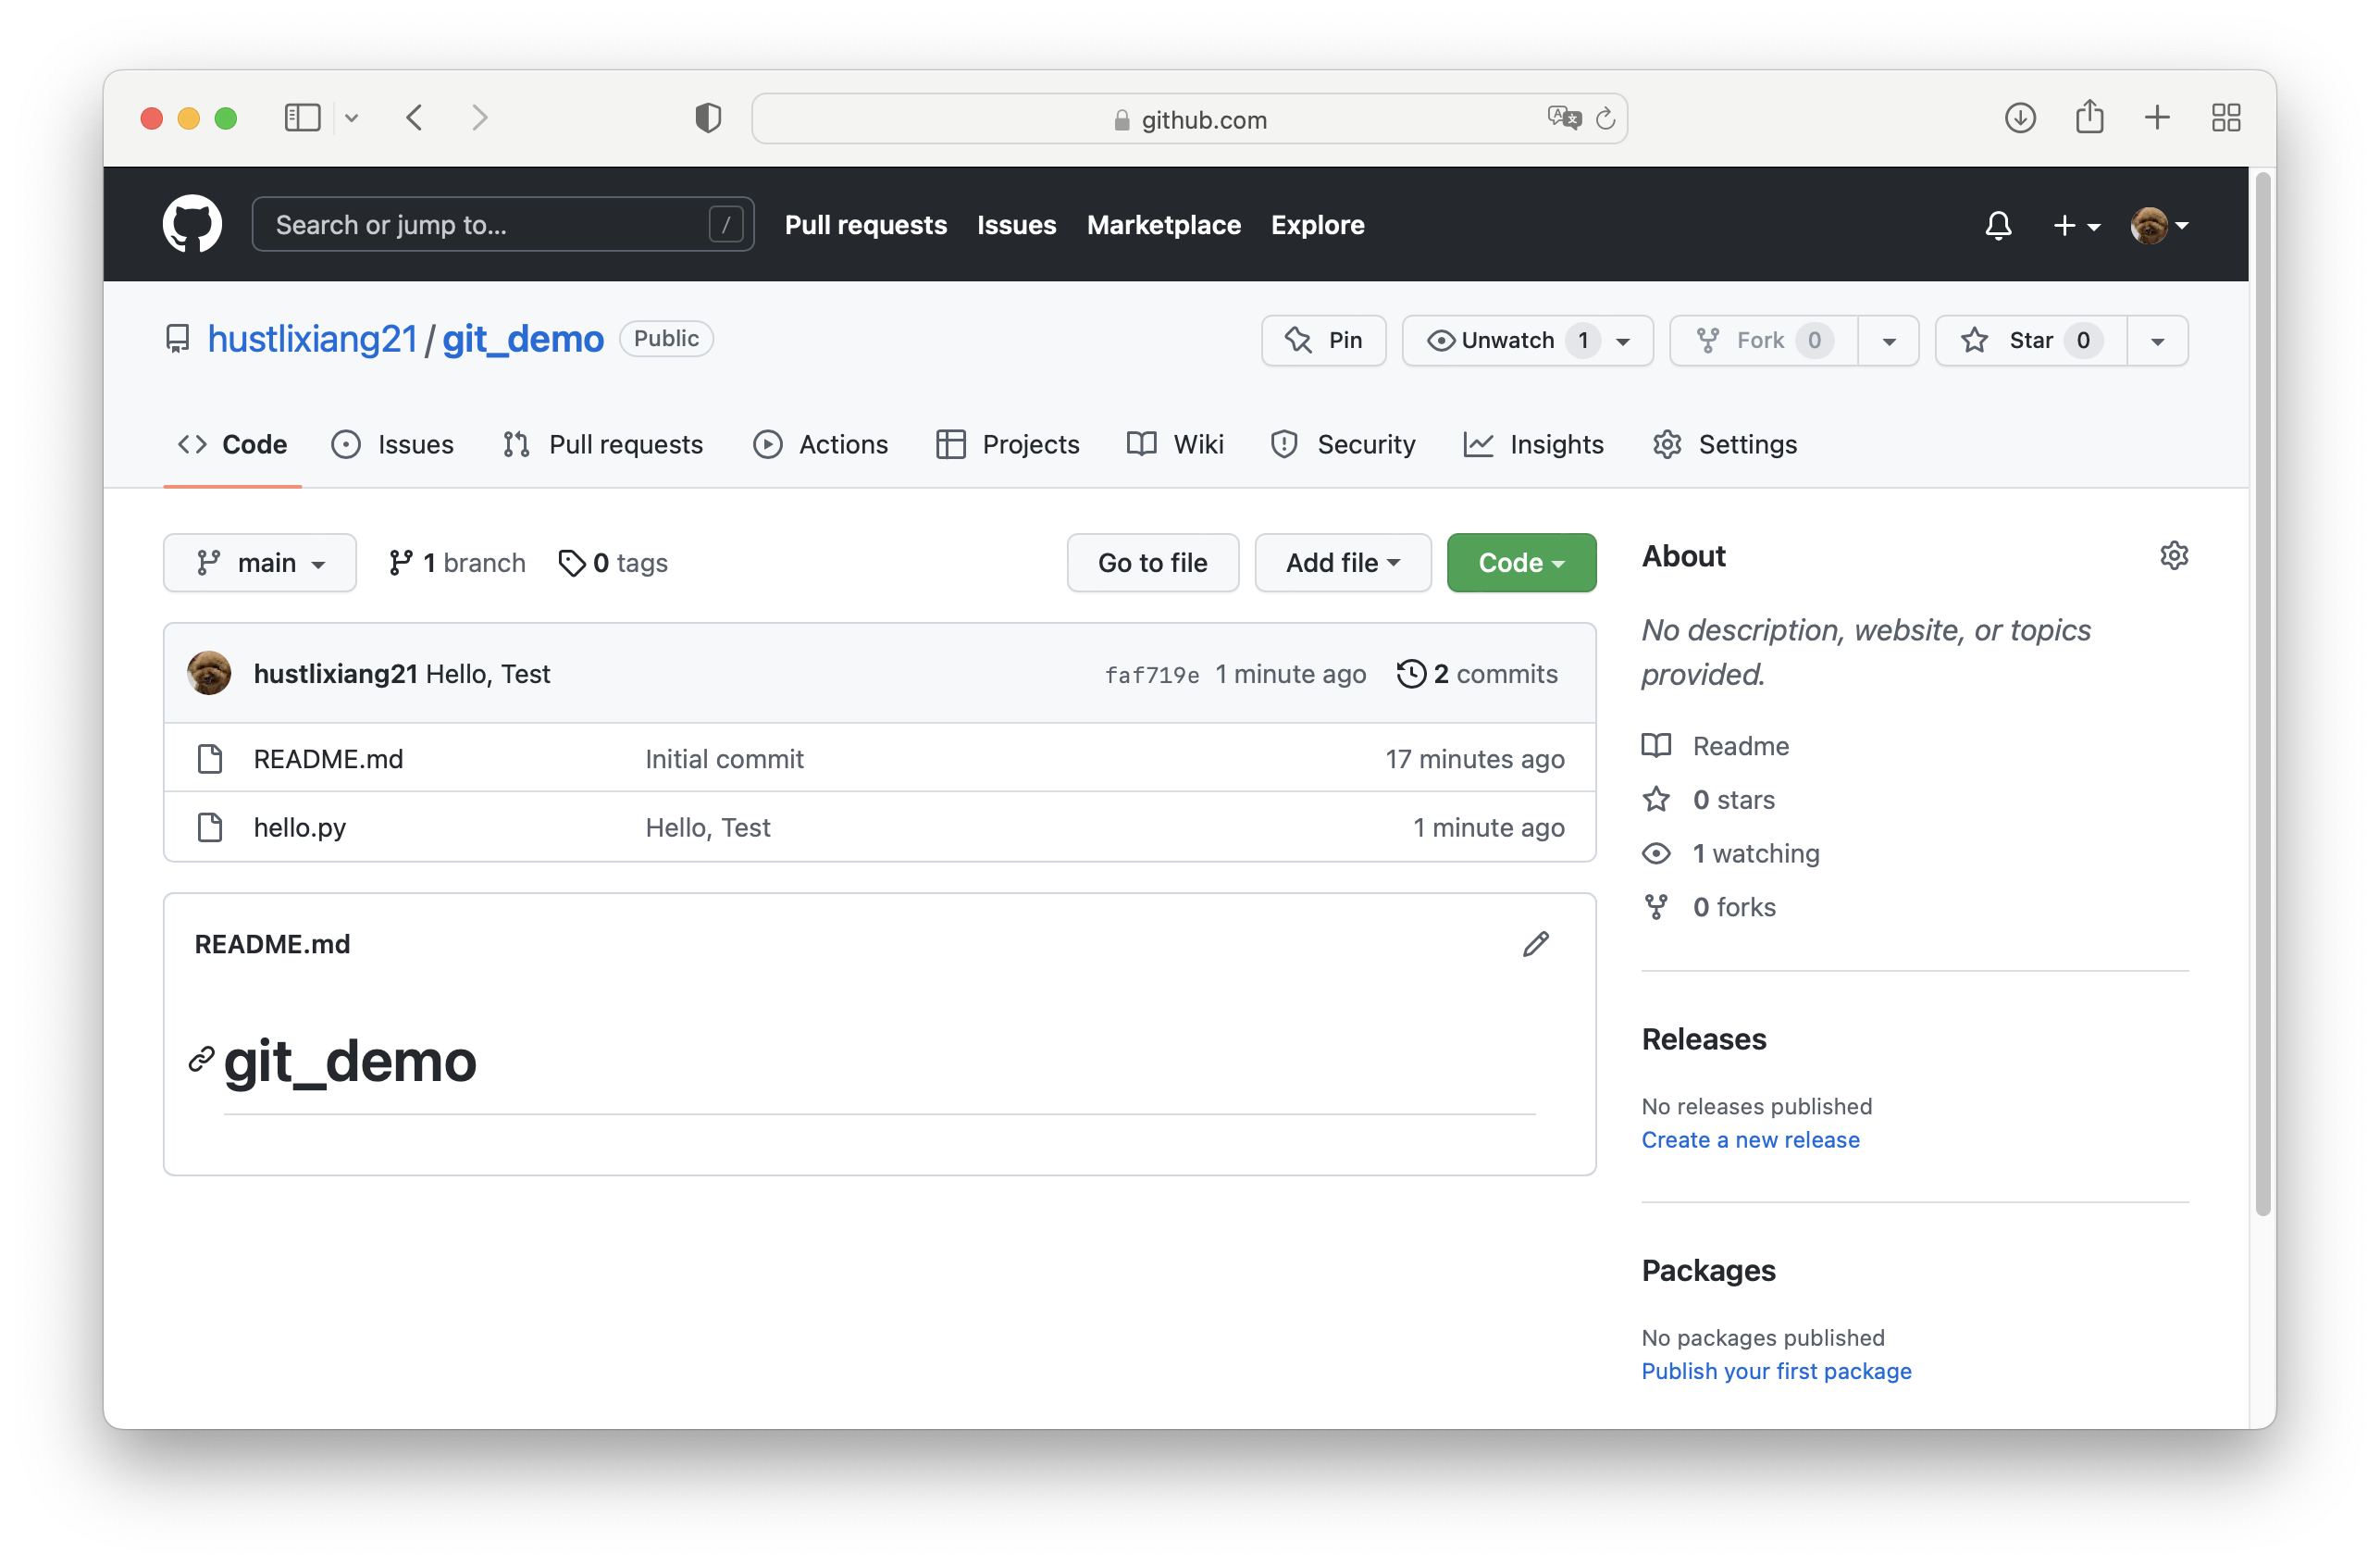 github.com
Search or jump to... /
Pull requests Issues Marketplace Explore
hustlixiang21 / git_demo Public
Pin Unwatch 1 Fork 0 Star 0
Code Issues Pull requests Actions Projects Wiki Security Insights Settings
main 1 branch 0 tags Go to file Add file Code
hustlixiang21 Hello, Test faf719e 1 minute ago 2 commits
README.md Initial commit 17 minutes ago
hello.py Hello, Test 1 minute ago
README.md
git_demo
About
No description, website, or topics
provided.
Readme
0 stars
1 watching
0 forks
Releases
No releases published
Create a new release
Packages
No packages published
Publish your first package